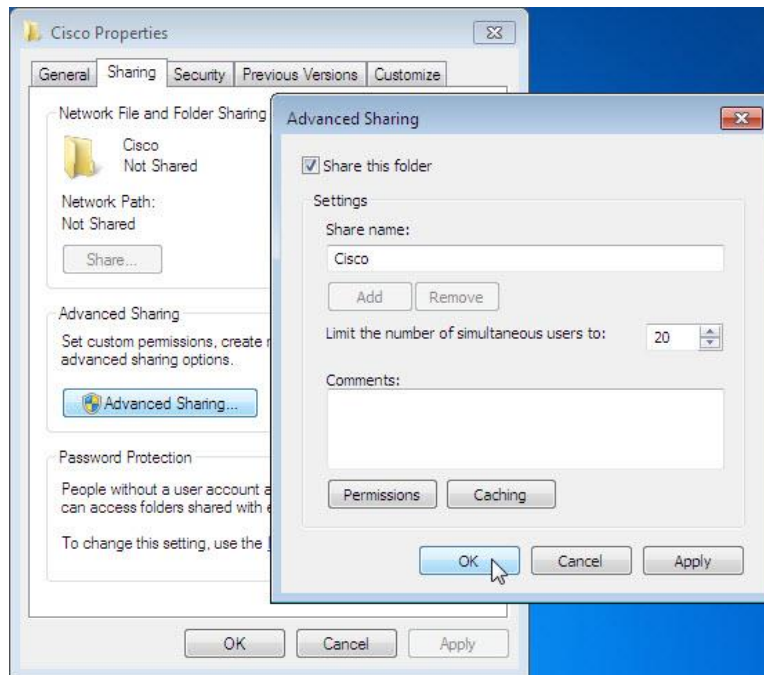 Cisco Properties
General Sharing Security Previous Versions Customize
Network File and Folder Sharing
Cisco
Not Shared
Network Path:
Not Shared
Share...
Advanced Sharing
Set custom permissions, create
advanced sharing options.
Advanced Sharing...
Password Protection
People without a user account
can access folders shared with
To change this setting, use the
OK Cancel Apply
Advanced Sharing
Share this folder
Settings
Share name:
Cisco
Add Remove
Limit the number of simultaneous users to: 20
Comments:
Permissions Caching
OK Cancel Apply